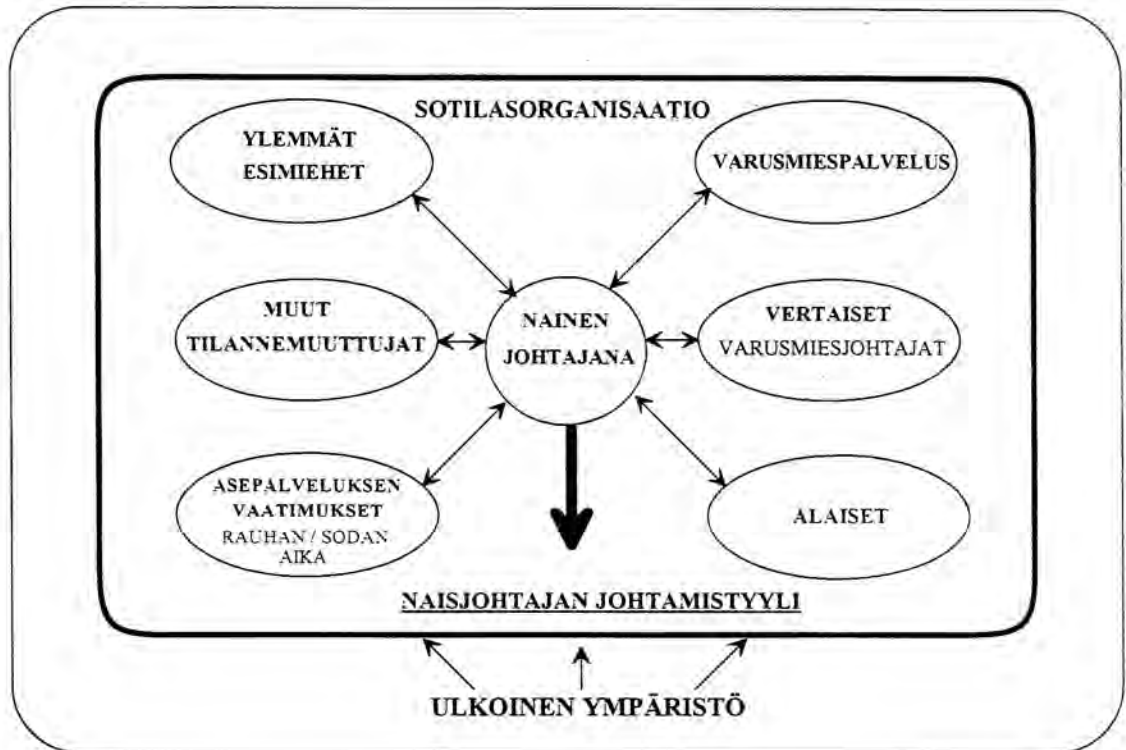 SOTILASORGANISAATIO
YLEMMÄT
ESIMIEHET
VARUSMIESPALVELUS
MUUT
TILANNEMUUTTUJAT
NAINEN
JOHTAJANA
VERTAISET
VARUSMIESJOHTAJAT
ASEPALVELUKSEN
VAATIMUKSET
RAUHAN / SODAN
AIKA
ALAISET
NAISJOHTAJAN JOHTAMISTYYLI
ULKOINEN YMPÄRISTÖ